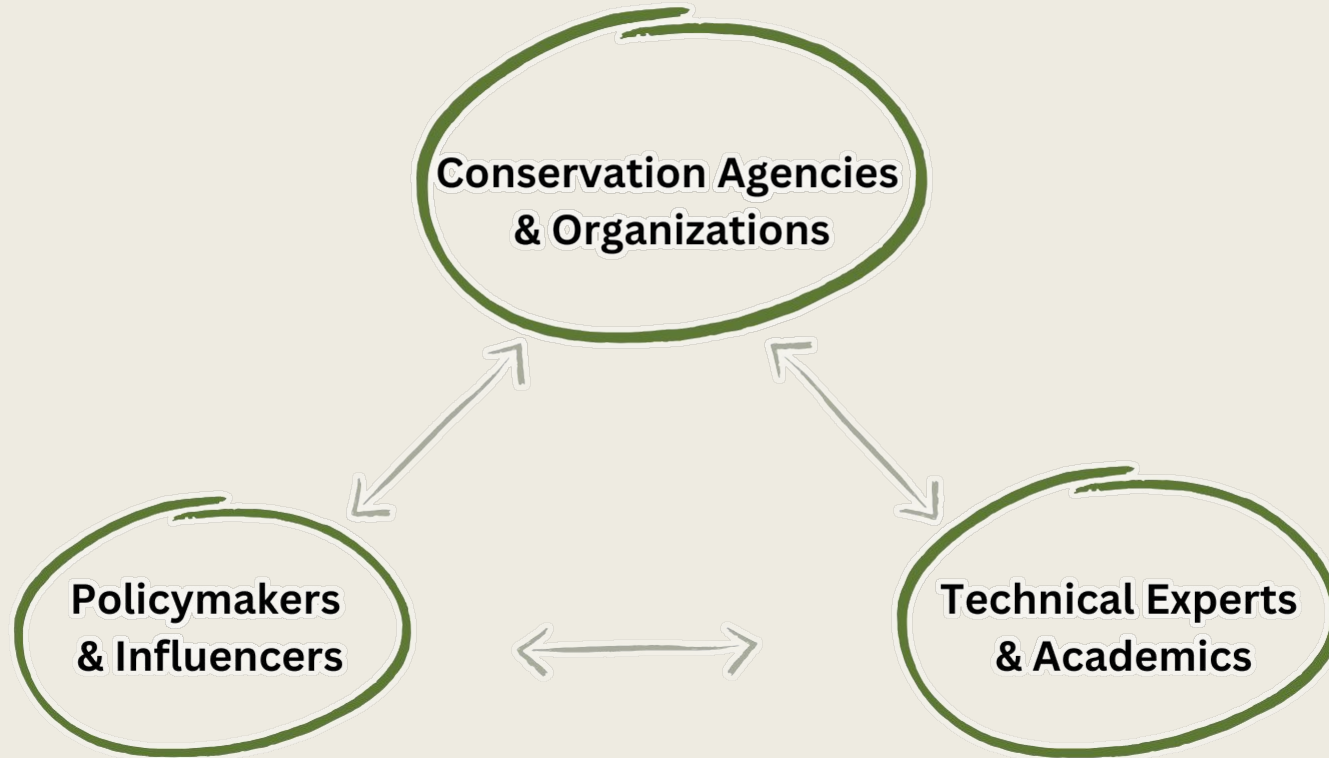 Conservation Agencies
& Organizations
Policymakers
& Influencers
Technical Experts
& Academics